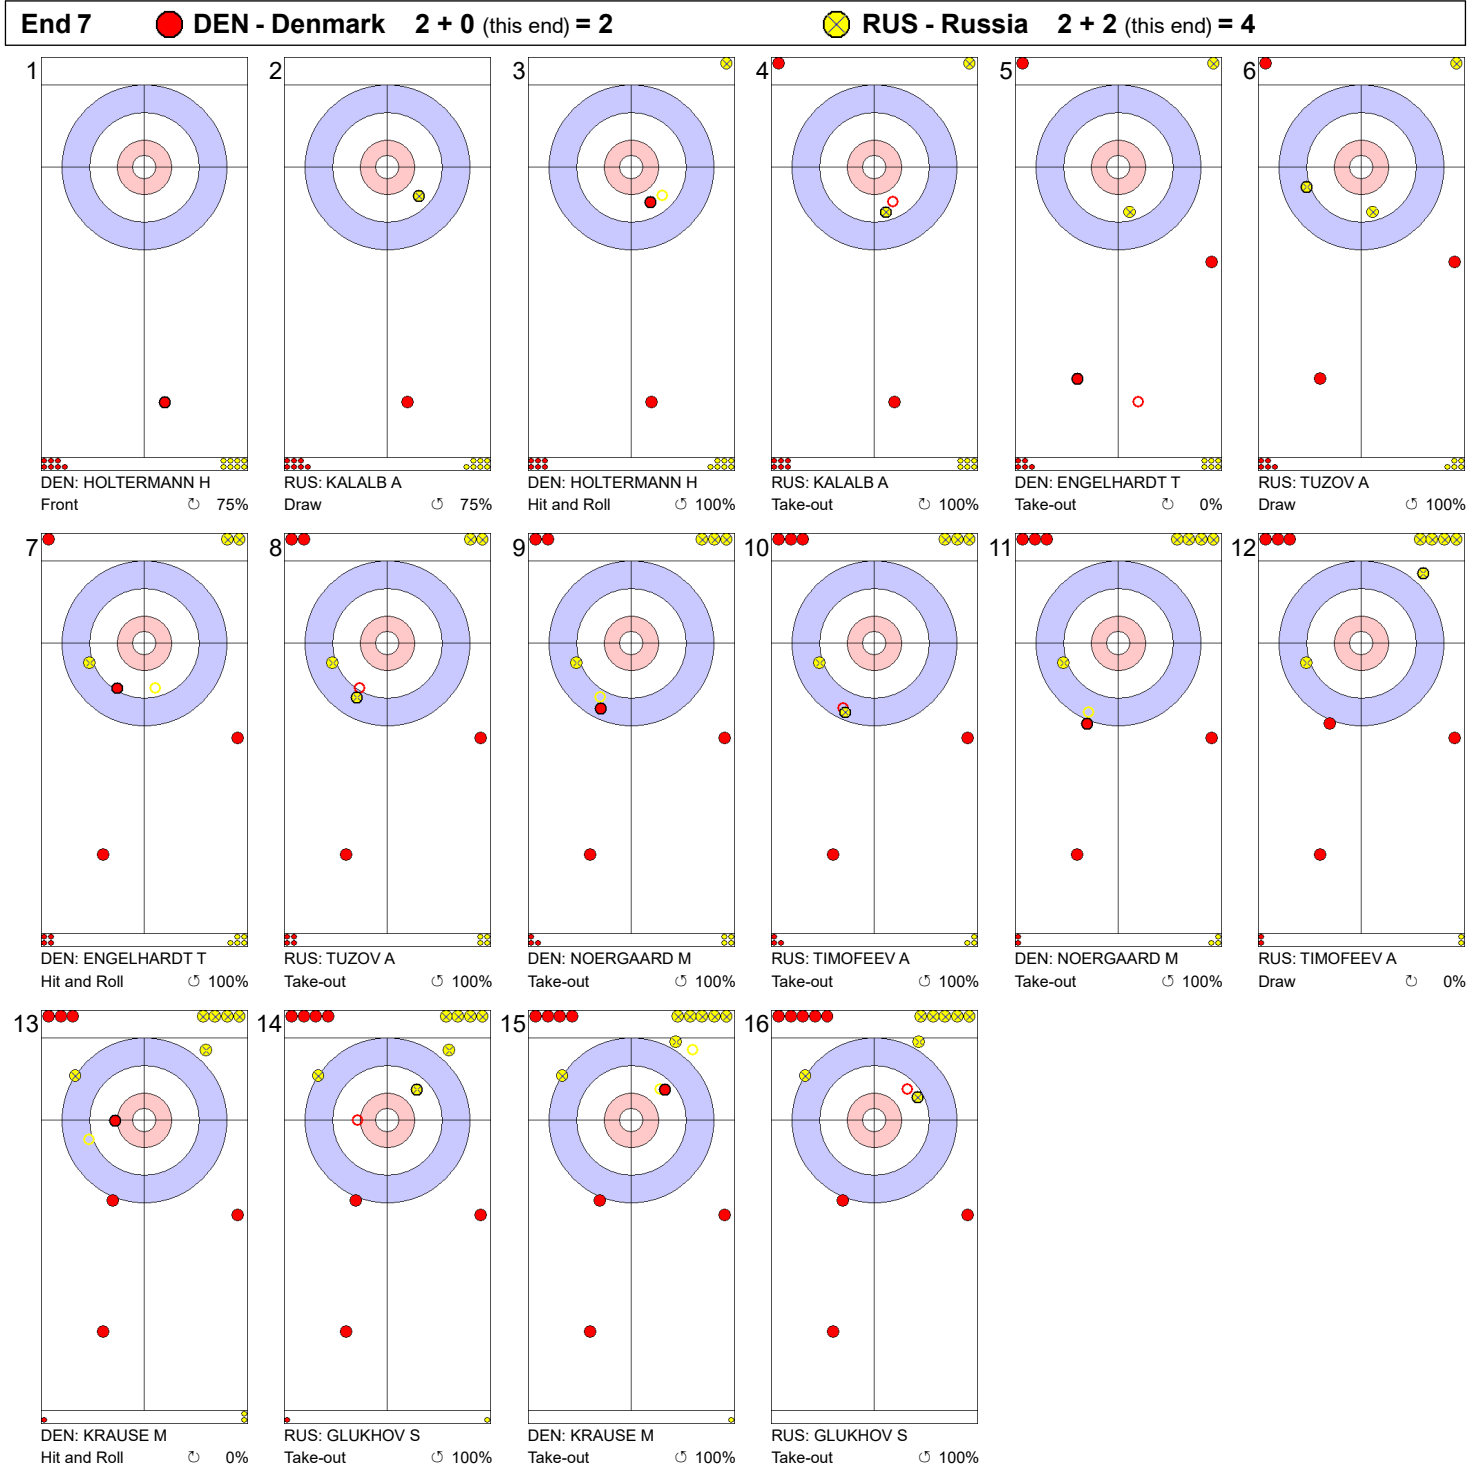 End 7 DEN - Denmark 2 + 0 (this end) = 2 RUS - Russia 2 + 2 (this end) = 4
1 2 3 4 5 6
DEN: HOLTERMANN H RUS: KALALB A DEN: HOLTERMANN H RUS: KALALB A DEN: ENGELHARDT T RUS: TUZOV A
Front ↻ 75% Draw ↺ 75% Hit and Roll ↺ 100% Take-out ↺ 100% Take-out ↻ 0% Draw ↺ 100%
7 8 9 10 11 12
DEN: ENGELHARDT T RUS: TUZOV A DEN: NOERGAARD M RUS: TIMOFEEV A DEN: NOERGAARD M RUS: TIMOFEEV A
Hit and Roll ↺ 100% Take-out ↺ 100% Take-out ↺ 100% Take-out ↺ 100% Take-out ↺ 100% Draw ↻ 0%
13 14 15 16
DEN: KRAUSE M RUS: GLUKHOV S DEN: KRAUSE M RUS: GLUKHOV S
Hit and Roll ↻ 0% Take-out ↺ 100% Take-out ↺ 100% Take-out ↺ 100%